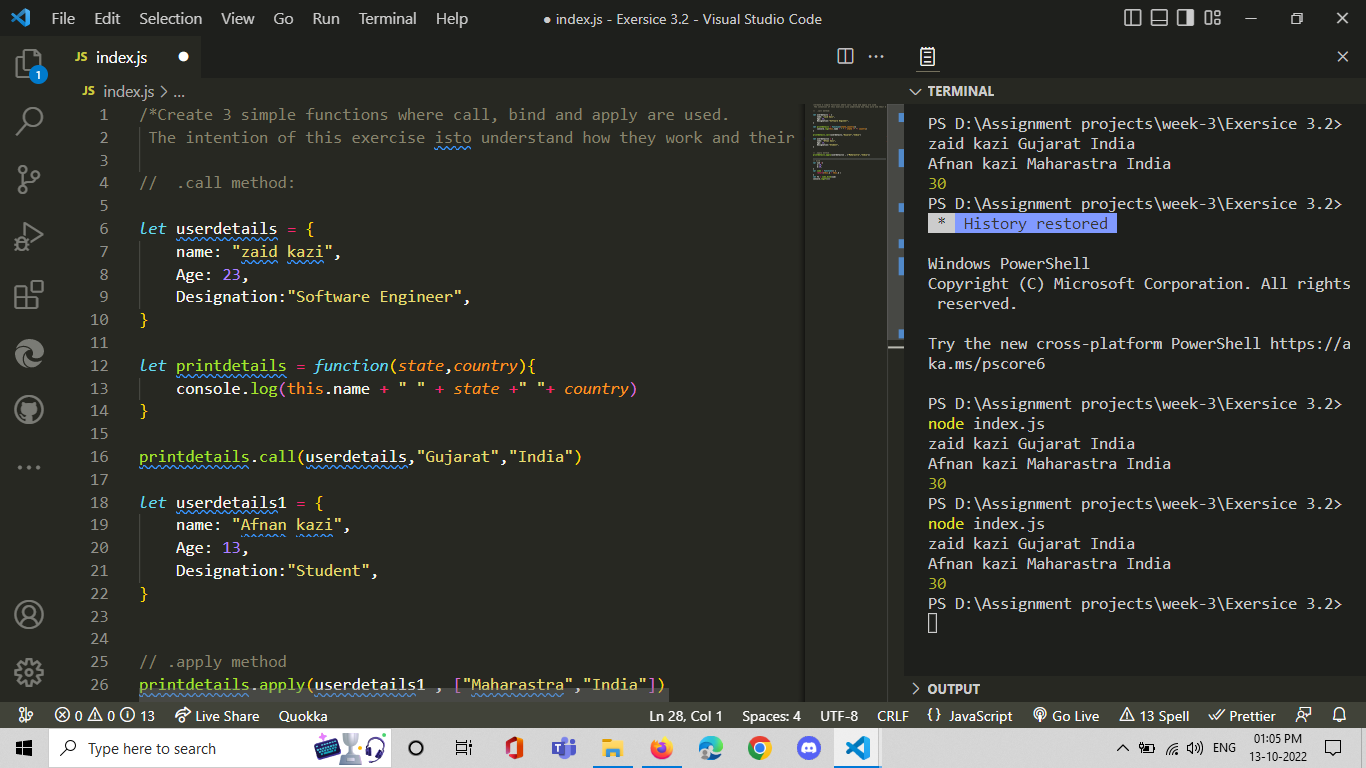 File Edit Selection View Go Run Terminal Help
● index.js - Exersice 3.2 - Visual Studio Code
JS index.js ●
1
JS index.js > ...
1 /*Create 3 simple functions where call, bind and apply are used.
2 The intention of this exercise isto understand how they work and their
3
4 // .call method:
5
6 let userdetails = {
7 name: "zaid kazi",
8 Age: 23,
9 Designation:"Software Engineer",
10 }
11
12 let printdetails = function(state,country){
13 console.log(this.name + " " + state +" "+ country)
14 }
15
16 printdetails.call(userdetails,"Gujarat","India")
17
18 let userdetails1 = {
19 name: "Afnan kazi",
20 Age: 13,
21 Designation:"Student",
22 }
23
24
25 // .apply method
26 printdetails.apply(userdetails1 , ["Maharastra","India"])
TERMINAL
PS D:\Assignment projects\week-3\Exersice 3.2>
zaid kazi Gujarat India
Afnan kazi Maharastra India
30
PS D:\Assignment projects\week-3\Exersice 3.2>
* History restored
Windows PowerShell
Copyright (C) Microsoft Corporation. All rights
reserved.
Try the new cross-platform PowerShell https://a
ka.ms/pscore6
PS D:\Assignment projects\week-3\Exersice 3.2>
node index.js
zaid kazi Gujarat India
Afnan kazi Maharastra India
30
PS D:\Assignment projects\week-3\Exersice 3.2>
node index.js
zaid kazi Gujarat India
Afnan kazi Maharastra India
30
PS D:\Assignment projects\week-3\Exersice 3.2>
OUTPUT
0 0 13 Live Share Quokka Ln 28, Col 1 Spaces: 4 UTF-8 CRLF {} JavaScript Go Live 13 Spell Prettier
Type here to search
ENG
01:05 PM
13-10-2022